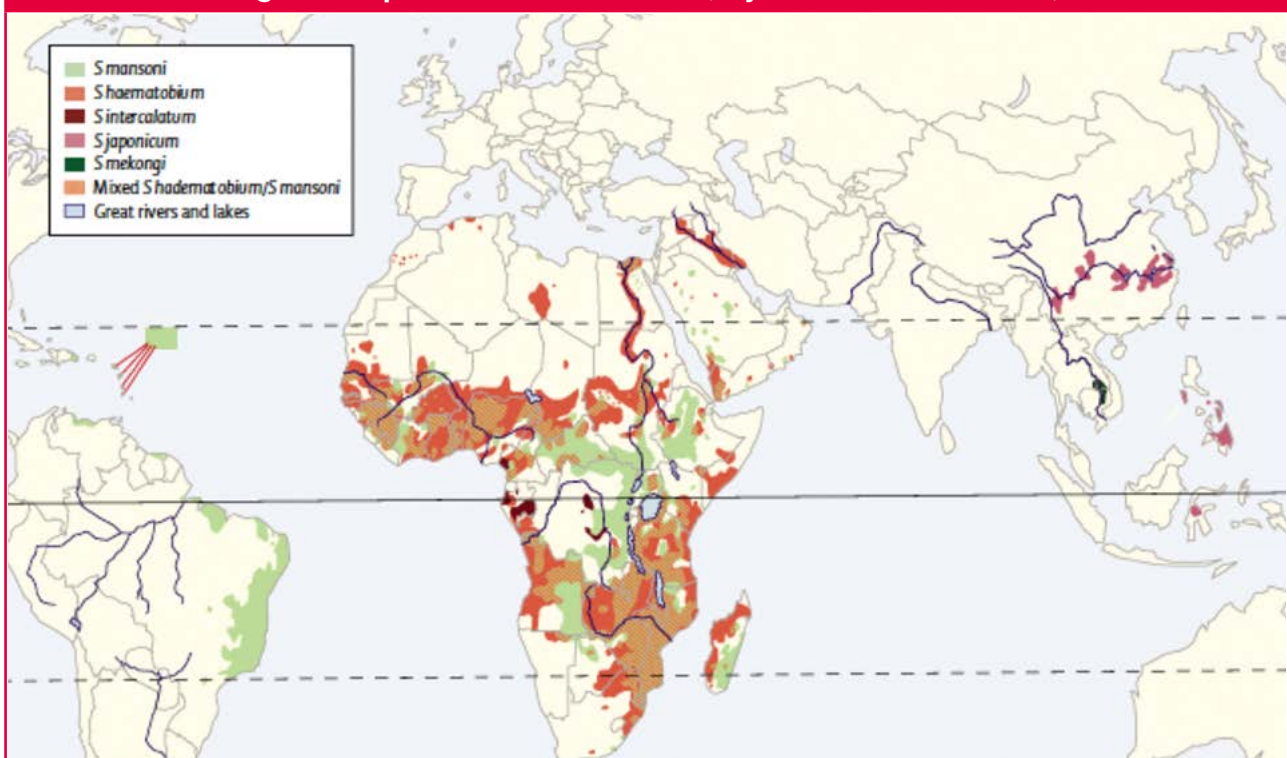 S mansoni
S haematobium
S intercalatum
S japonicum
S mekongi
Mixed S hadematobium/S mansoni
Great rivers and lakes